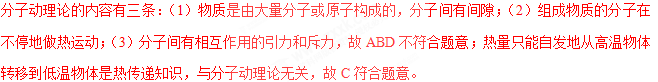 分子动理论的内容有三条：（1）物质是由大量分子或原子构成的，分子间有间隙；（2）组成物质的分子在
不停地做热运动；（3）分子间有相互作用的引力和斥力，故 ABD 不符合题意；热量只能自发地从高温物体
转移到低温物体是热传递知识，与分子动理论无关，故 C 符合题意。